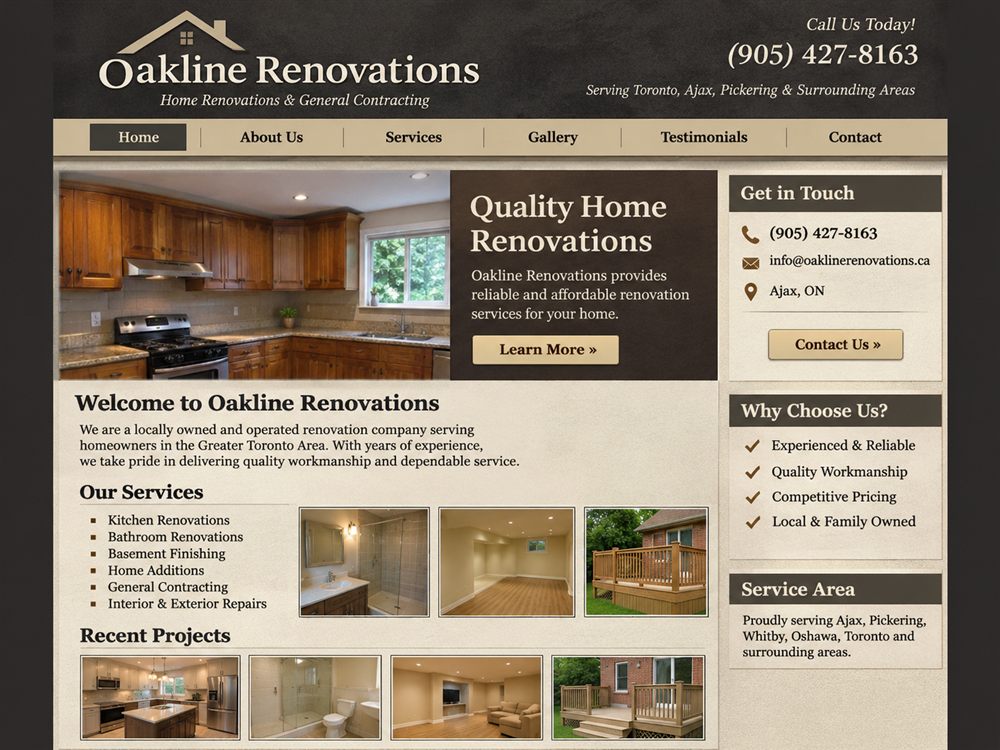 Oakline Renovations
Home Renovations & General Contracting
Call Us Today!
(905) 427-8163
Serving Toronto, Ajax, Pickering & Surrounding Areas
Home
About Us
Services
Gallery
Testimonials
Contact
Quality Home
Renovations
Oakline Renovations provides
reliable and affordable renovation
services for your home.
Learn More »
Get in Touch
(905) 427-8163
info@oaklinerenovations.ca
Ajax, ON
Contact Us »
Welcome to Oakline Renovations
We are a locally owned and operated renovation company serving
homeowners in the Greater Toronto Area. With years of experience,
we take pride in delivering quality workmanship and dependable service.
Our Services
Kitchen Renovations
Bathroom Renovations
Basement Finishing
Home Additions
General Contracting
Interior & Exterior Repairs
Recent Projects
Why Choose Us?
Experienced & Reliable
Quality Workmanship
Competitive Pricing
Local & Family Owned
Service Area
Proudly serving Ajax, Pickering,
Whitby, Oshawa, Toronto and
surrounding areas.